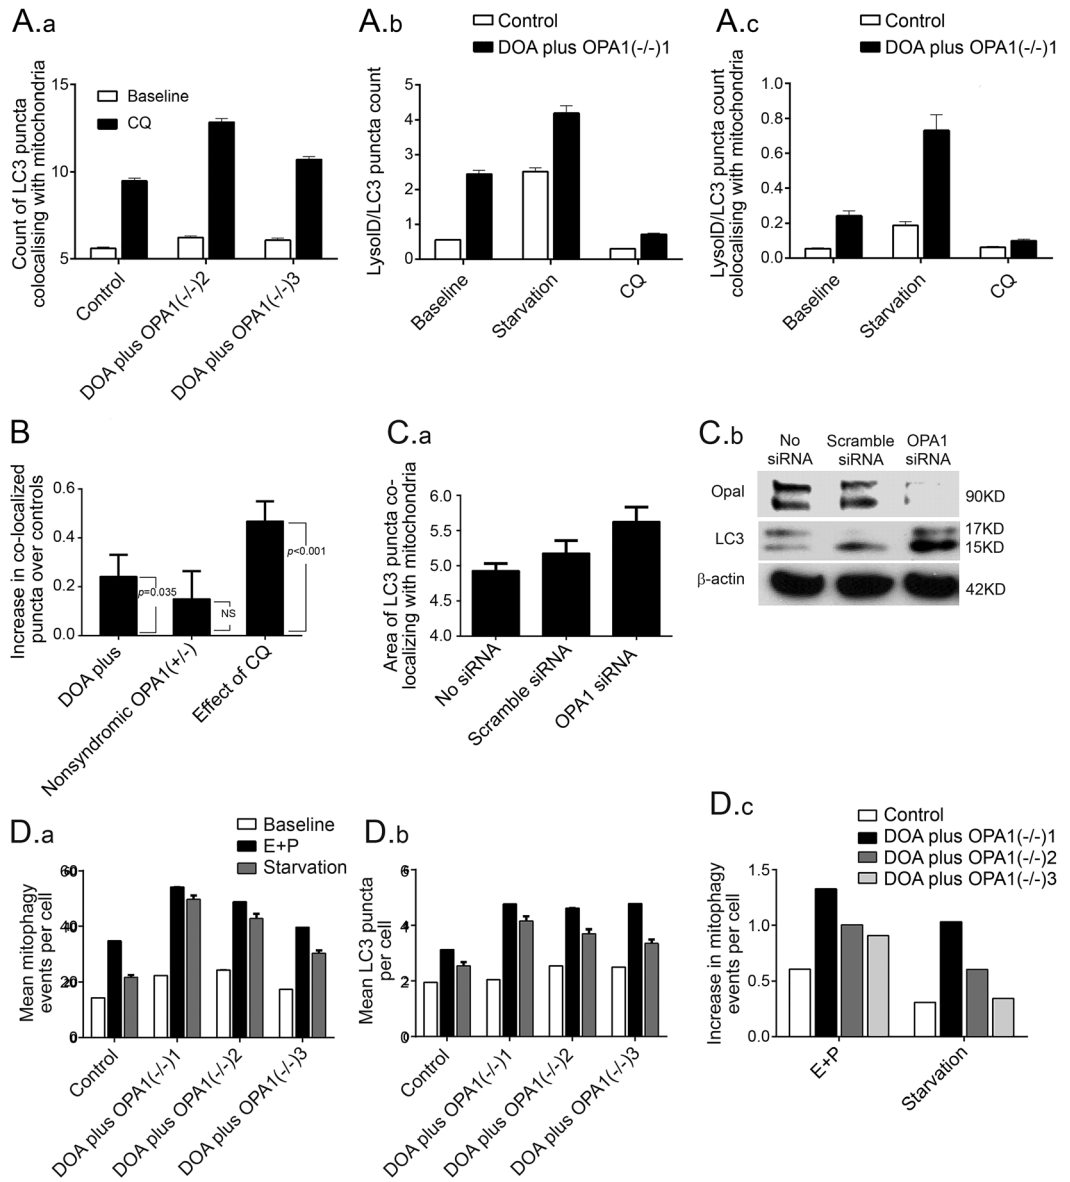 A.a
Count of LC3 puncta
colocalising with mitochondria
15
10
5
Baseline
CQ
Control
DOA plus OPA1(-/-)2
DOA plus OPA1(-/-)3
A.b
Control
DOA plus OPA1(-/-)1
LysoID/LC3 puncta count
5
4
3
2
1
0
Baseline
Starvation
CQ
A.c
Control
DOA plus OPA1(-/-)1
LysoID/LC3 puncta count
colocalising with mitochondria
1.0
0.8
0.6
0.4
0.2
0.0
Baseline
Starvation
CQ
B
Increase in co-localized
puncta over controls
0.6
0.4
0.2
0.0
p=0.035
NS
p<0.001
DOA plus
Nonsyndromic OPA1(+/-)
Effect of CQ
C.a
Area of LC3 puncta co-
localizing with mitochondria
6.0
5.5
5.0
4.5
4.0
No siRNA
Scramble siRNA
OPA1 siRNA
C.b
No
siRNA
Scramble
siRNA
OPA1
siRNA
Opal
90KD
LC3
17KD
15KD
β-actin
42KD
D.a
Baseline
E+P
Starvation
Mean mitophagy
events per cell
60
40
20
0
Control
DOA plus OPA1(-/-)1
DOA plus OPA1(-/-)2
DOA plus OPA1(-/-)3
D.b
Mean LC3 puncta
per cell
6
4
2
0
Control
DOA plus OPA1(-/-)1
DOA plus OPA1(-/-)2
DOA plus OPA1(-/-)3
D.c
Control
DOA plus OPA1(-/-)1
DOA plus OPA1(-/-)2
DOA plus OPA1(-/-)3
Increase in mitophagy
events per cell
1.5
1.0
0.5
0.0
E+P
Starvation